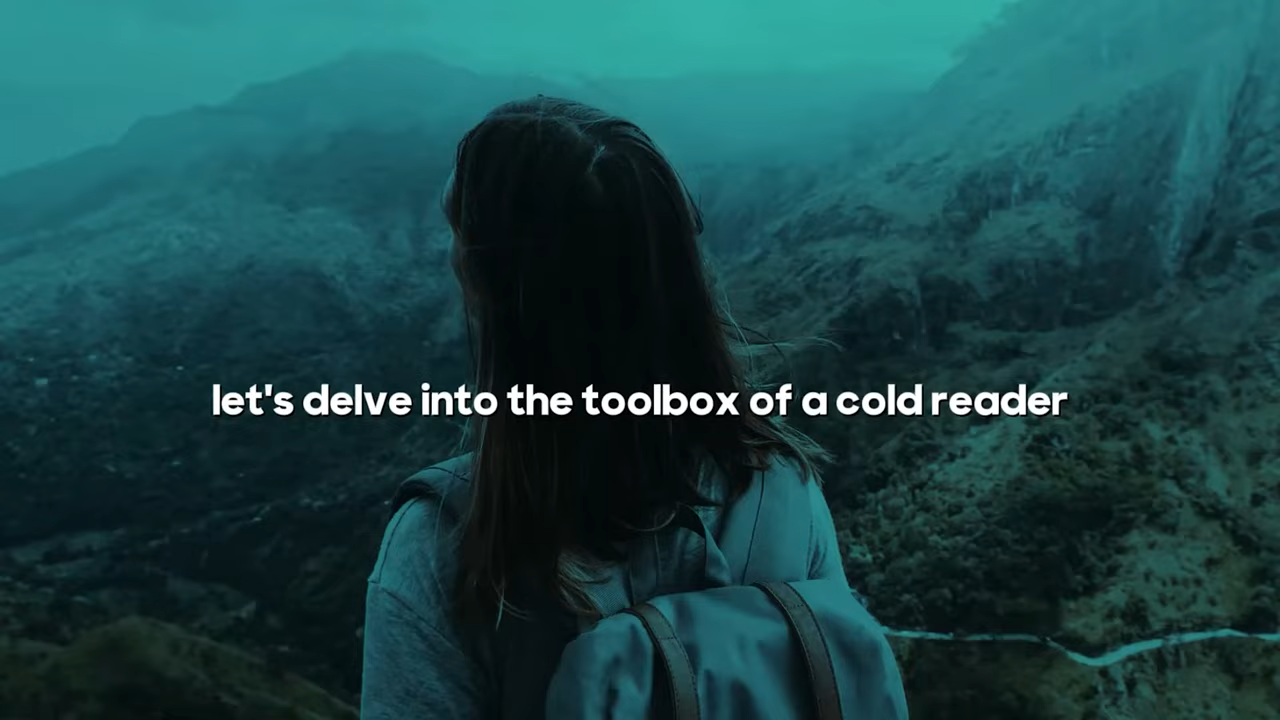 let's delve into the toolbox of a cold reader